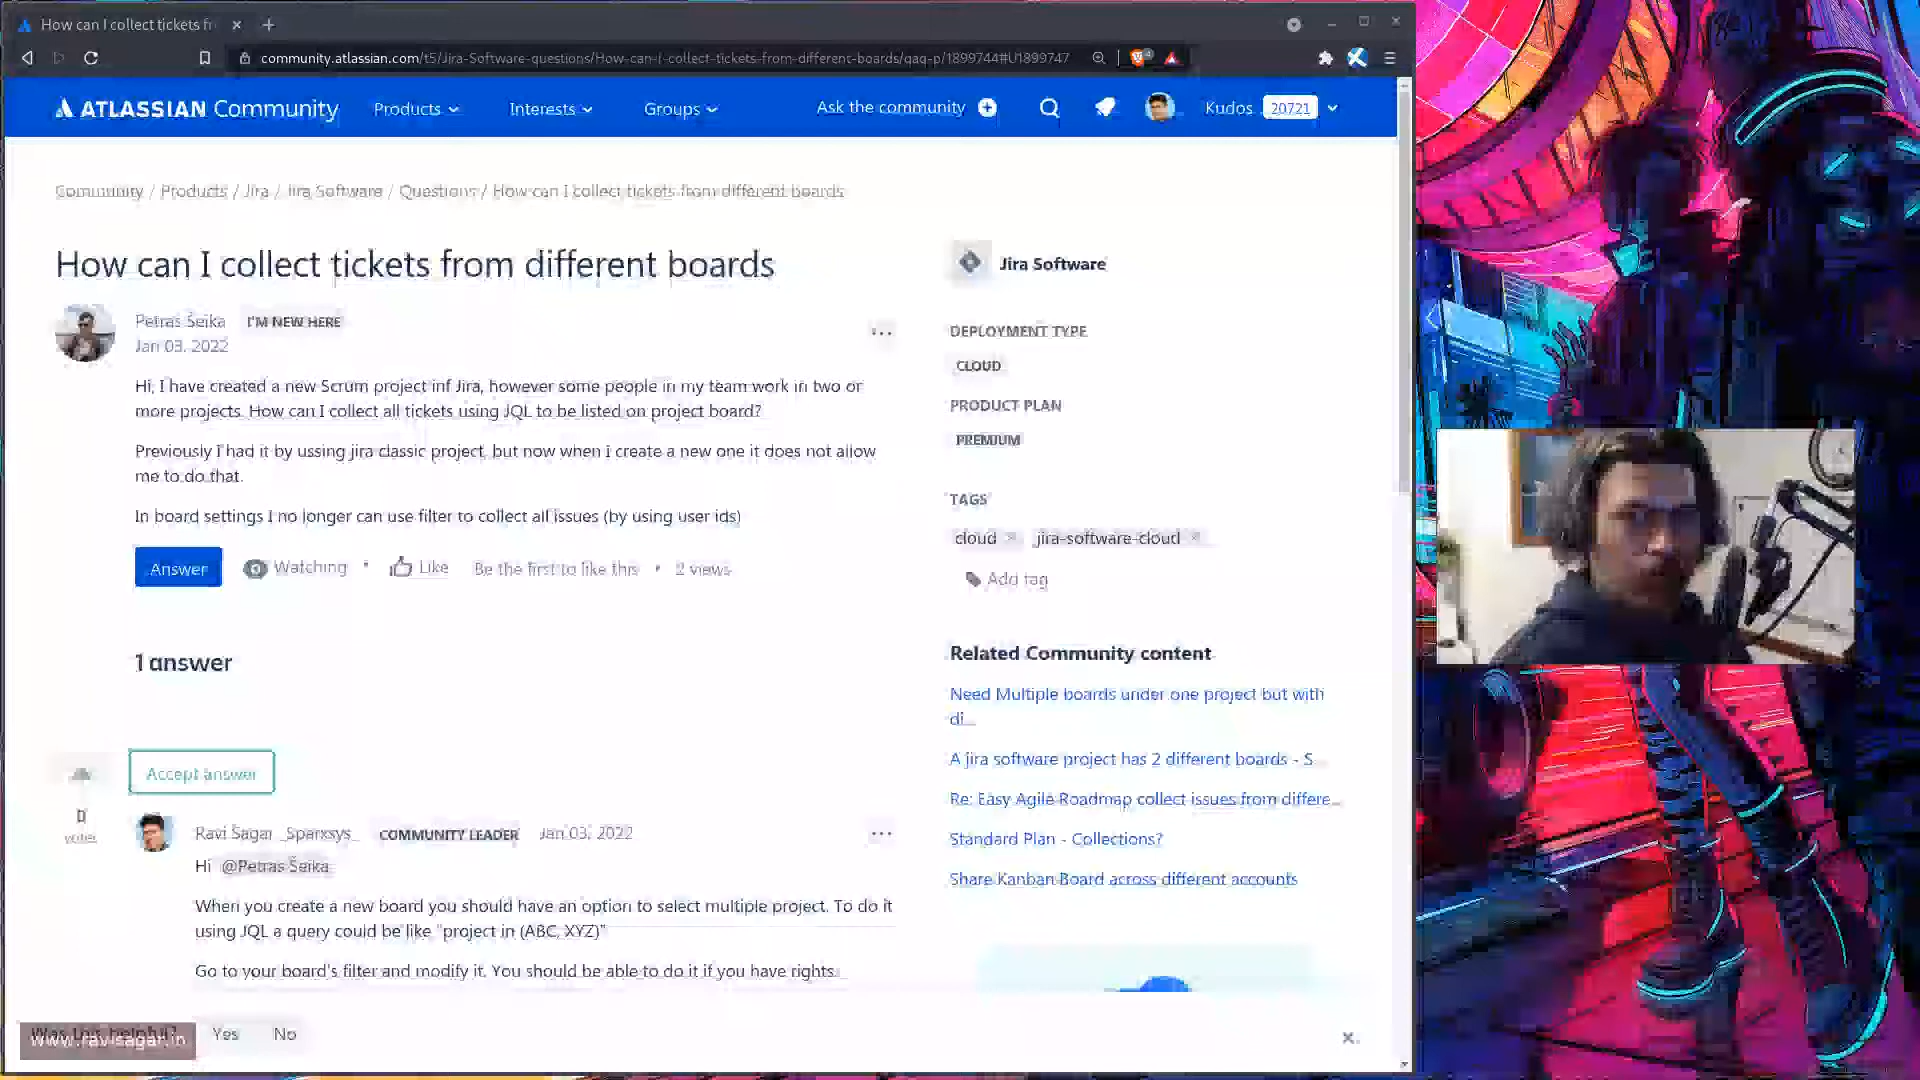 How can I collect tickets fr
community.atlassian.com/t5/Jira-Software-questions/How-can-I-collect-tickets-from-different-boards/qaq-p/1899744#U1899747
ATLASSIAN Community
Products
Interests
Groups
Ask the community
Kudos 20721
Community / Products / Jira / Jira Software / Questions / How can I collect tickets from different boards
How can I collect tickets from different boards
Petras Šeika I'M NEW HERE
Jan 03, 2022
Hi, I have created a new Scrum project inf Jira, however some people in my team work in two or
more projects. How can I collect all tickets using JQL to be listed on project board?
Previously I had it by ussing jira classic project, but now when i create a new one it does not allow
me to do that.
In board settings I no longer can use filter to collect all issues (by using user ids)
Answer
Watching
Like
Be the first to like this
2 views
1 answer
Accept answer
0
votes
Ravi Sagar _Sparxsys_ COMMUNITY LEADER Jan 03, 2022
Hi @Petras Šeika
When you create a new board you should have an option to select multiple project. To do it
using JQL a query could be like "project in (ABC, XYZ)"
Go to your board's filter and modify it. You should be able to do it if you have rights.
Was this helpful? Yes No
www.ravisagar.in
Jira Software
DEPLOYMENT TYPE
CLOUD
PRODUCT PLAN
PREMIUM
TAGS
cloud
jira-software-cloud
Add tag
Related Community content
Need Multiple boards under one project but with
di...
A jira software project has 2 different boards - S...
Re: Easy Agile Roadmap collect issues from differe...
Standard Plan - Collections?
Share Kanban Board across different accounts